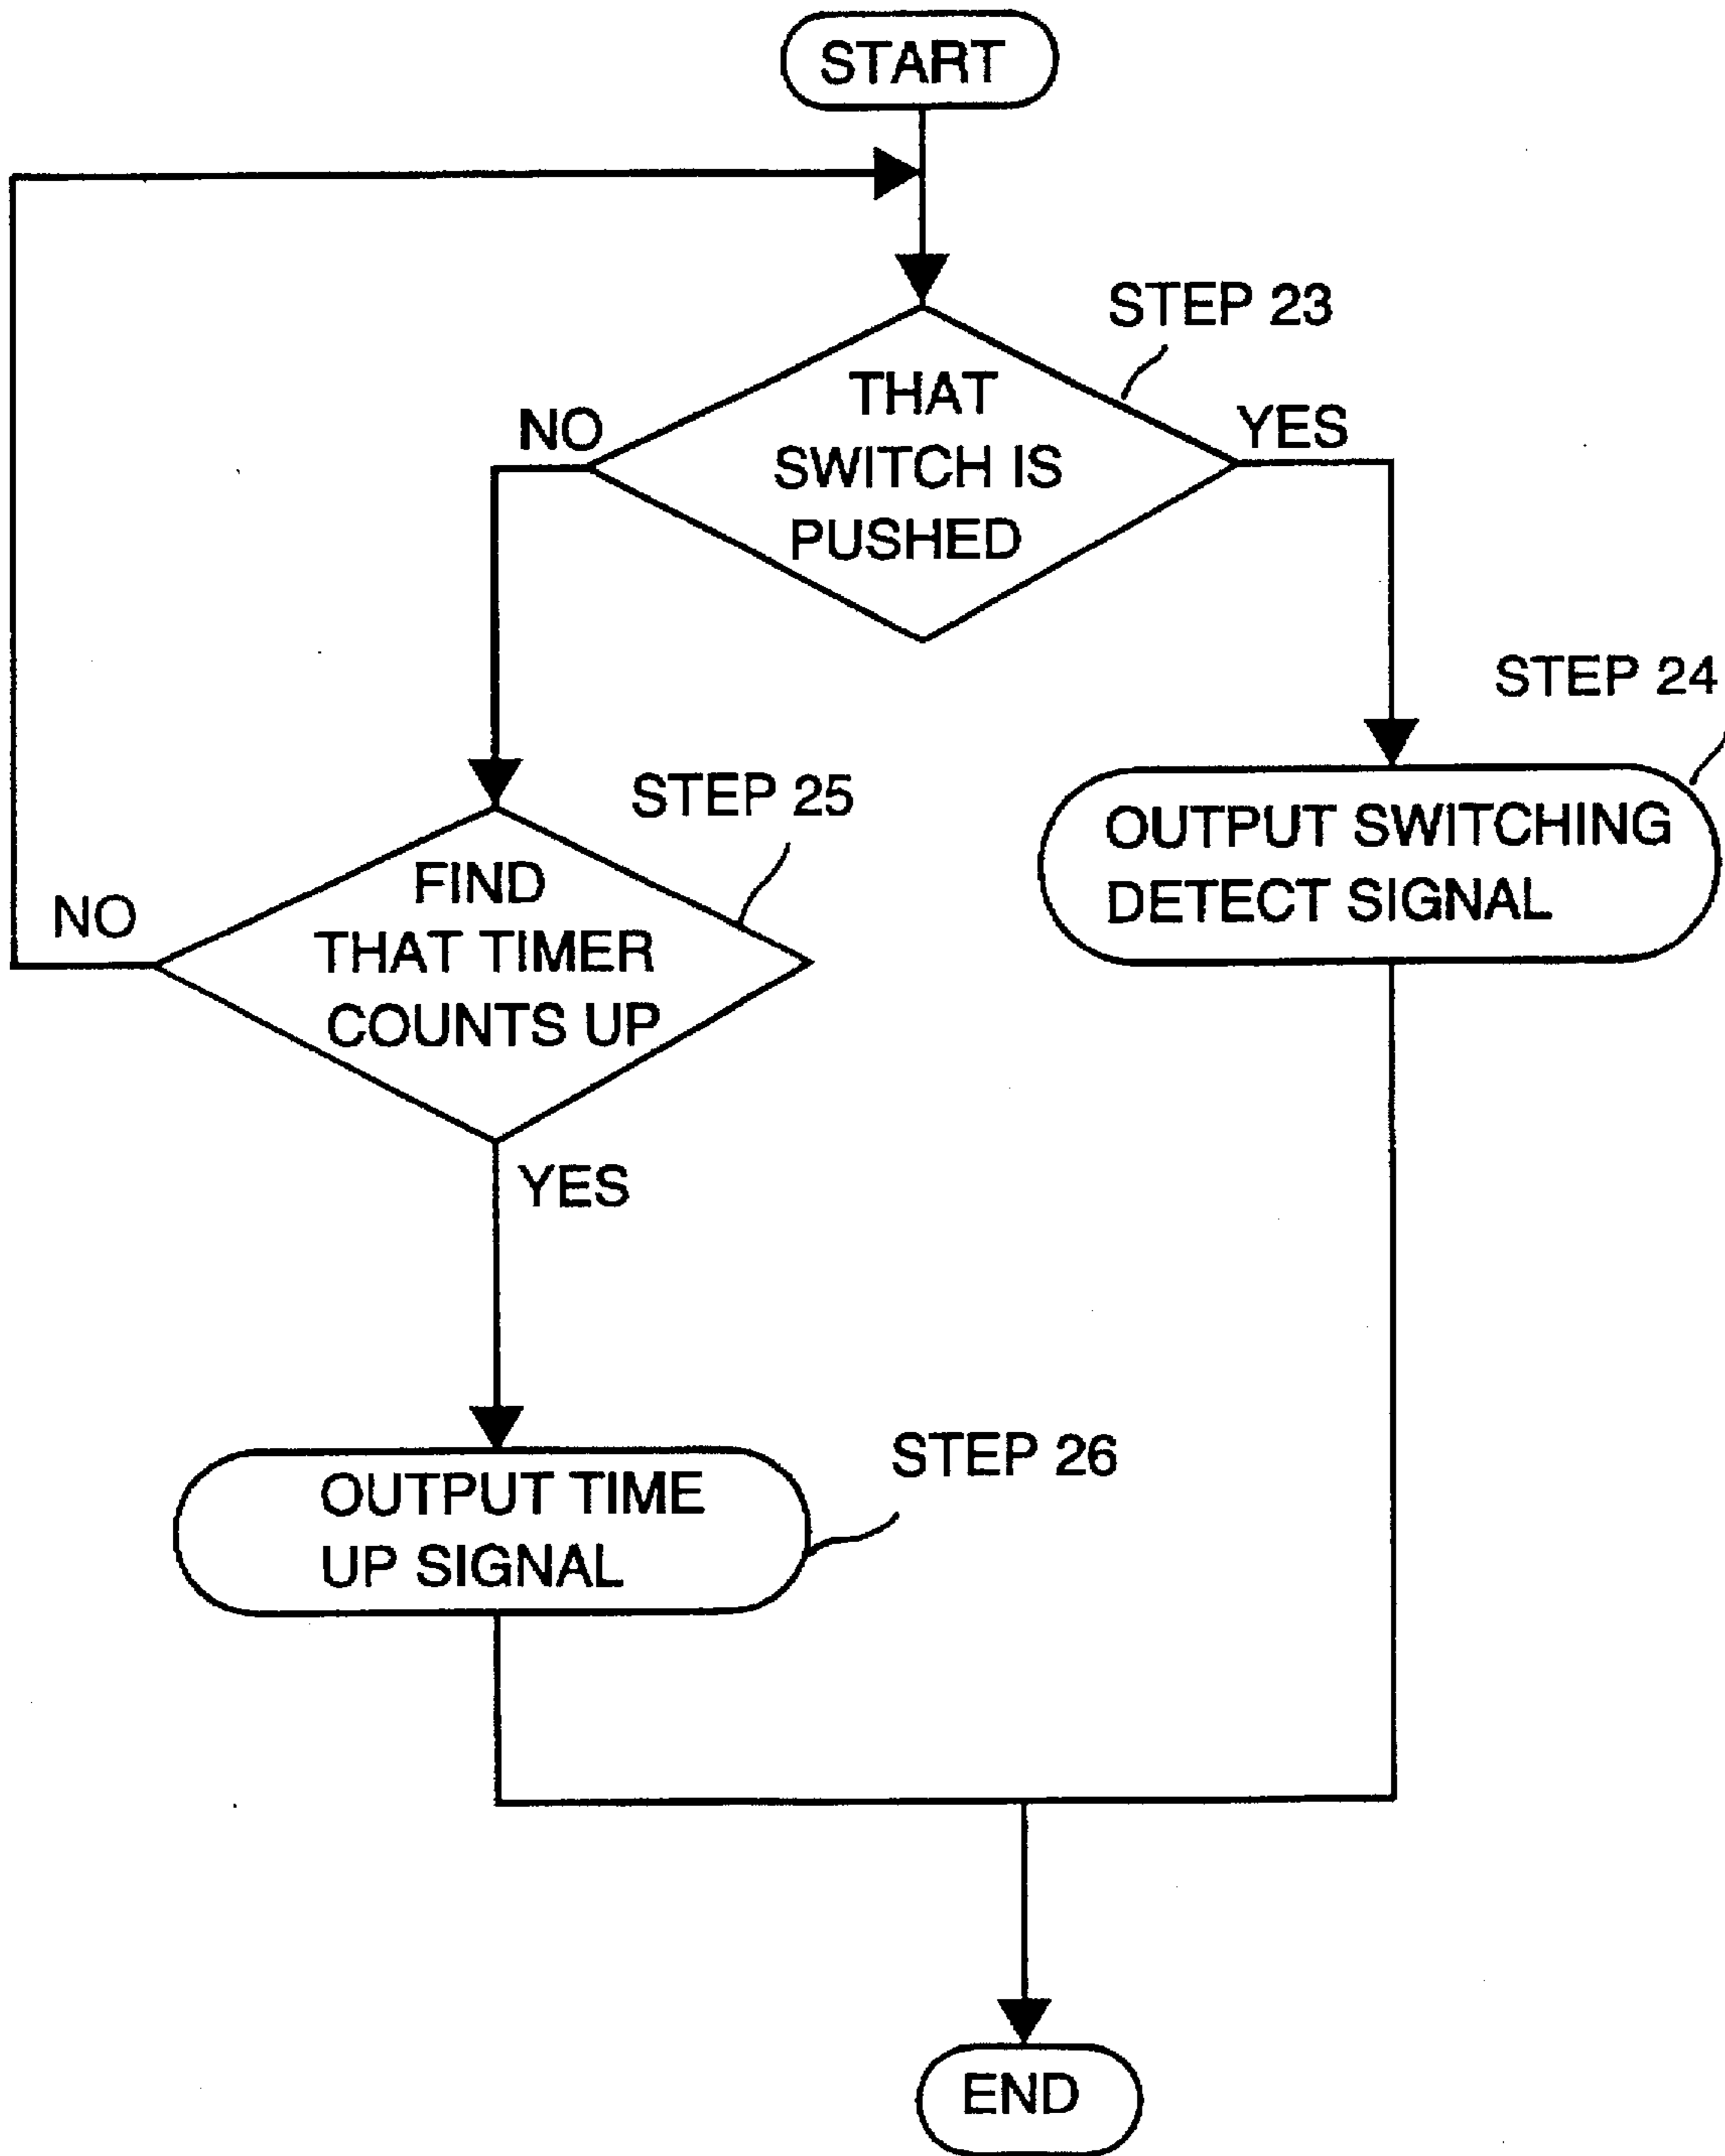 START
STEP 23
THAT
SWITCH IS
PUSHED
NO
YES
STEP 24
OUTPUT SWITCHING
DETECT SIGNAL
STEP 25
FIND
THAT TIMER
COUNTS UP
NO
YES
STEP 26
OUTPUT TIME
UP SIGNAL
END